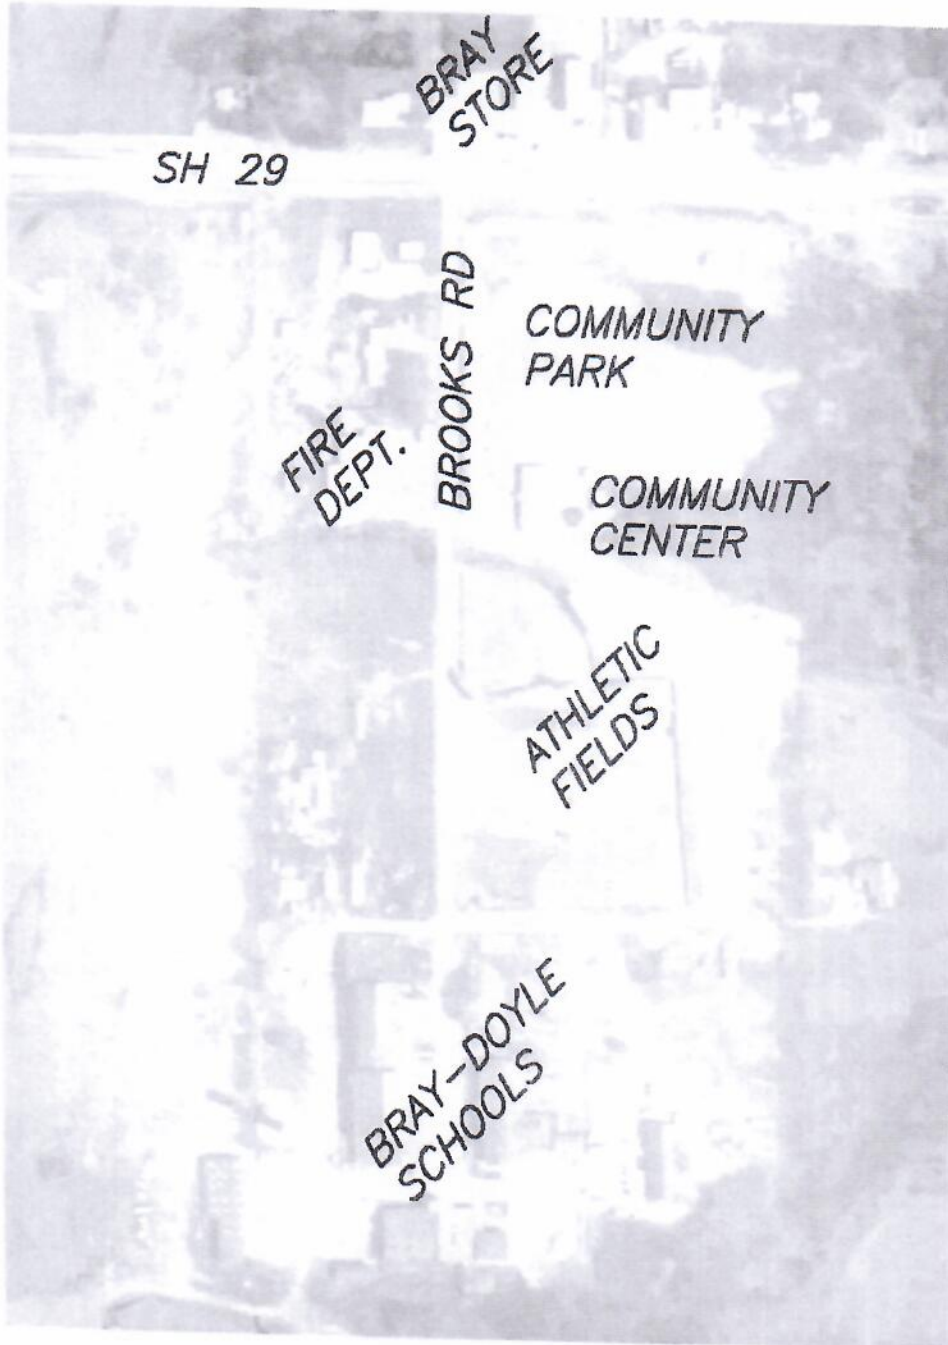 BRAY
STORE
SH 29
BROOKS RD
COMMUNITY
PARK
FIRE
DEPT.
COMMUNITY
CENTER
ATHLETIC
FIELDS
BRAY-DOYLE
SCHOOLS